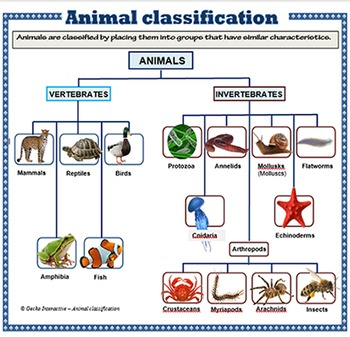 Animal classification
Animals are classified by placing them into groups that have similar characteristics.
ANIMALS
VERTEBRATES
INVERTEBRATES
Mammals
Reptiles
Birds
Protozoa
Annelids
Mollusks
(Molluscs)
Flatworms
Cnidaria
Echinoderms
Arthropods
Amphibia
Fish
Crustaceans
Myriapods
Arachnids
Insects
© Gecko Interactive – Animal classification